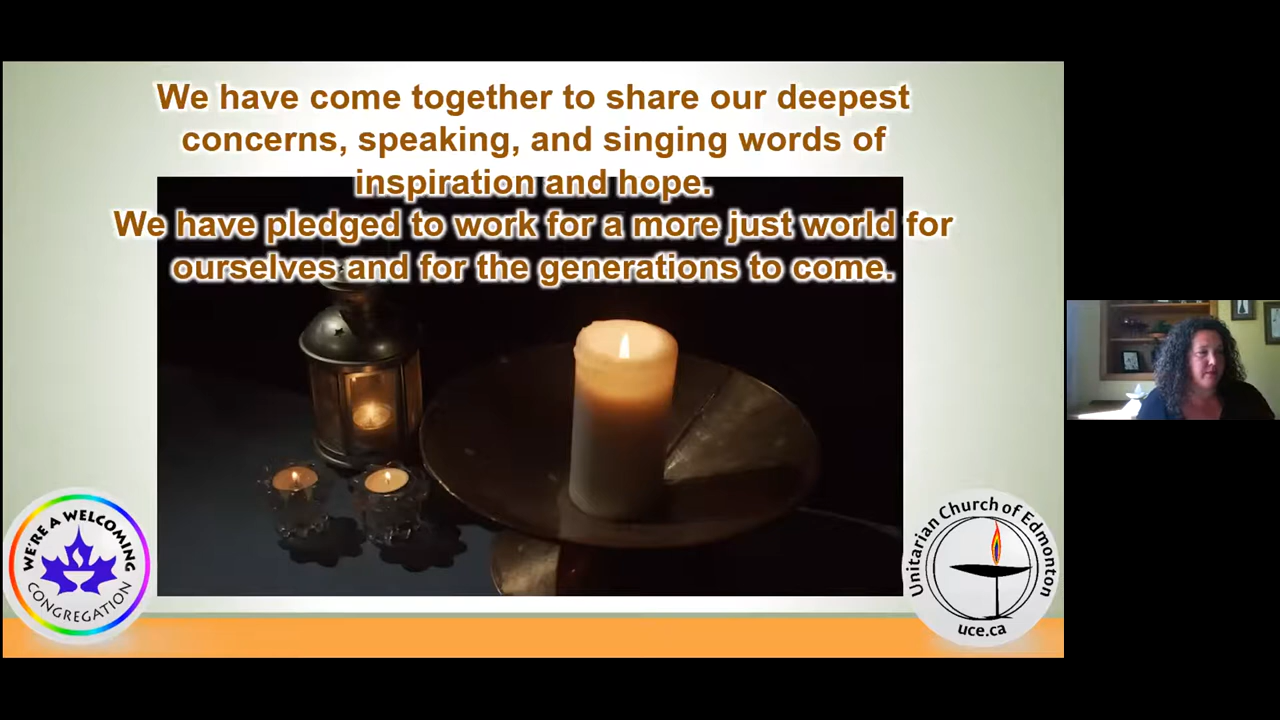 We have come together to share our deepest
concerns, speaking, and singing words of
inspiration and hope.
We have pledged to work for a more just world for
ourselves and for the generations to come.
WE'RE A WELCOMING
CONGREGATION
Unitarian Church of Edmonton
uce.ca